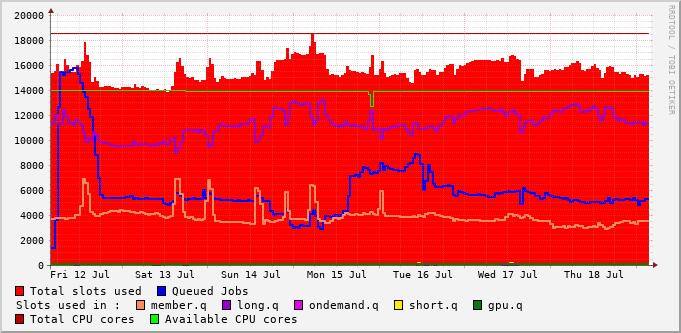 20000
18000
16000
14000
12000
10000
8000
6000
4000
2000
0
Fri 12 Jul Sat 13 Jul Sun 14 Jul Mon 15 Jul Tue 16 Jul Wed 17 Jul Thu 18 Jul
RRDTOOL / TOBI OETIKER
Total slots used Queued Jobs
Slots used in : member.q long.q ondemand.q short.q gpu.q
Total CPU cores Available CPU cores